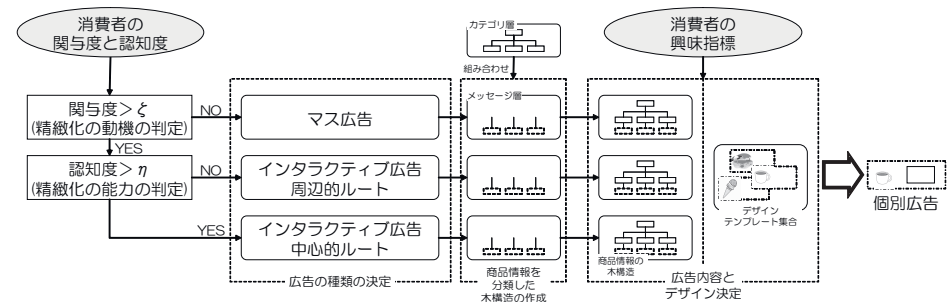 消費者の
関与度と認知度
関与度＞ζ
(精緻化の動機の判定)
NO
YES
認知度＞η
(精緻化の能力の判定)
NO
YES
マス広告
インタラクティブ広告
周辺的ルート
インタラクティブ広告
中心的ルート
広告の種類の決定
カテゴリ層
組み合わせ
メッセージ層
商品情報を
分類した
木構造の作成
消費者の
興味指標
商品情報の
木構造
デザイン
テンプレート集合
広告内容と
デザイン決定
個別広告